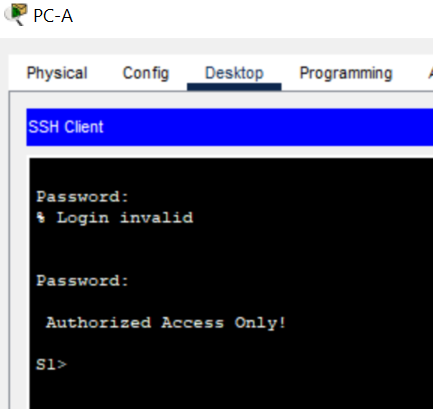 PC-A
Physical Config Desktop Programming
SSH Client
Password:
% Login invalid
Password:
Authorized Access Only!
S1>